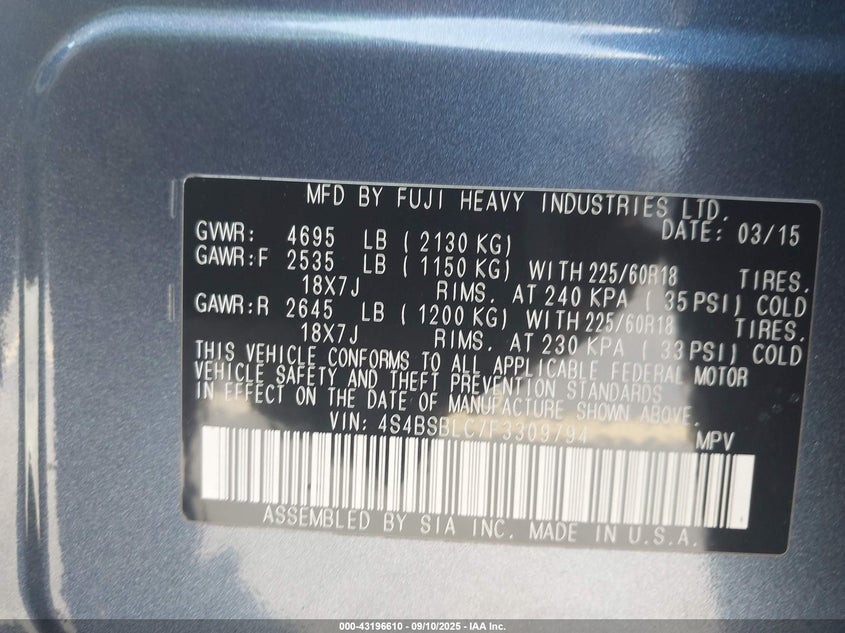 MFD BY FUJI HEAVY INDUSTRIES LTD.
DATE: 03/15
GVWR: 4695 LB ( 2130 KG)
GAWR:F 2535 LB ( 1150 KG) WITH 225/60R18 TIRES.
18X7J RIMS. AT 240 KPA ( 35 PSI) COLD
GAWR:R 2645 LB ( 1200 KG) WITH 225/60R18 TIRES.
18X7J RIMS. AT 230 KPA ( 33 PSI) COLD
THIS VEHICLE CONFORMS TO ALL APPLICABLE FEDERAL MOTOR
VEHICLE SAFETY AND THEFT PREVENTION STANDARDS
IN EFFECT ON THE DATE OF MANUFACTURE SHOWN ABOVE.
VIN: 4S4BSBLC7F3309794
MPV
ASSEMBLED BY SIA INC. MADE IN U.S.A.
000-43196610 - 09/10/2025 - IAA Inc.